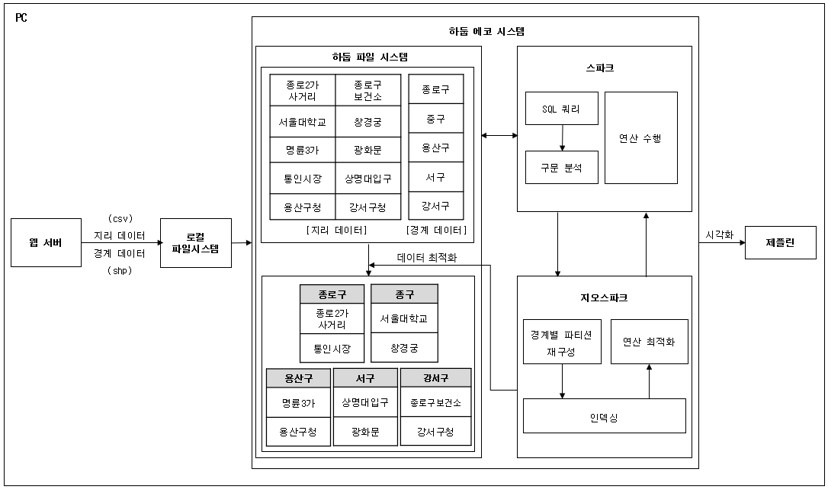 PC
하둡 에코 시스템
하둡 파일 시스템
종로2가
사거리
종로구
보건소
종로구
서울대학교
창경궁
중구
명륜3가
광화문
용산구
통인시장
상명대입구
서구
용산구청
강서구청
강서구
[지리 데이터]
[경계 데이터]
스파크
SQL 쿼리
구문 분석
연산 수행
웹 서버
(csv)
지리 데이터
경계 데이터
(shp)
로컬
파일시스템
시각화
제플린
데이터 최적화
종로구
종로2가
사거리
통인시장
종구
서울대학교
창경궁
용산구
명륜3가
용산구청
서구
상명대입구
광화문
강서구
종로구보건소
강서구청
지오스파크
경계별 파티션
재구성
연산 최적화
인덱싱